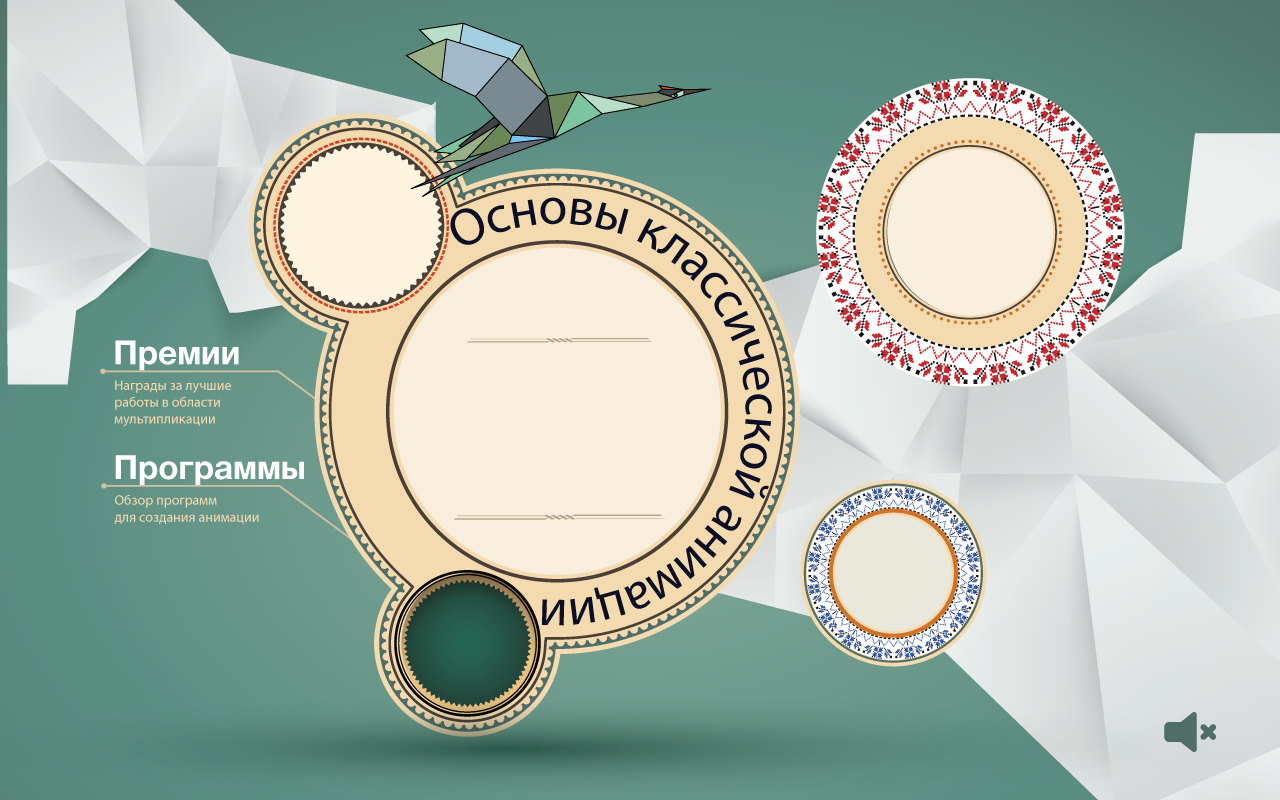 Основы классической анимации
Премии
Награды за лучшие
работы в области
мультипликации
Программы
Обзор программ
для создания анимации